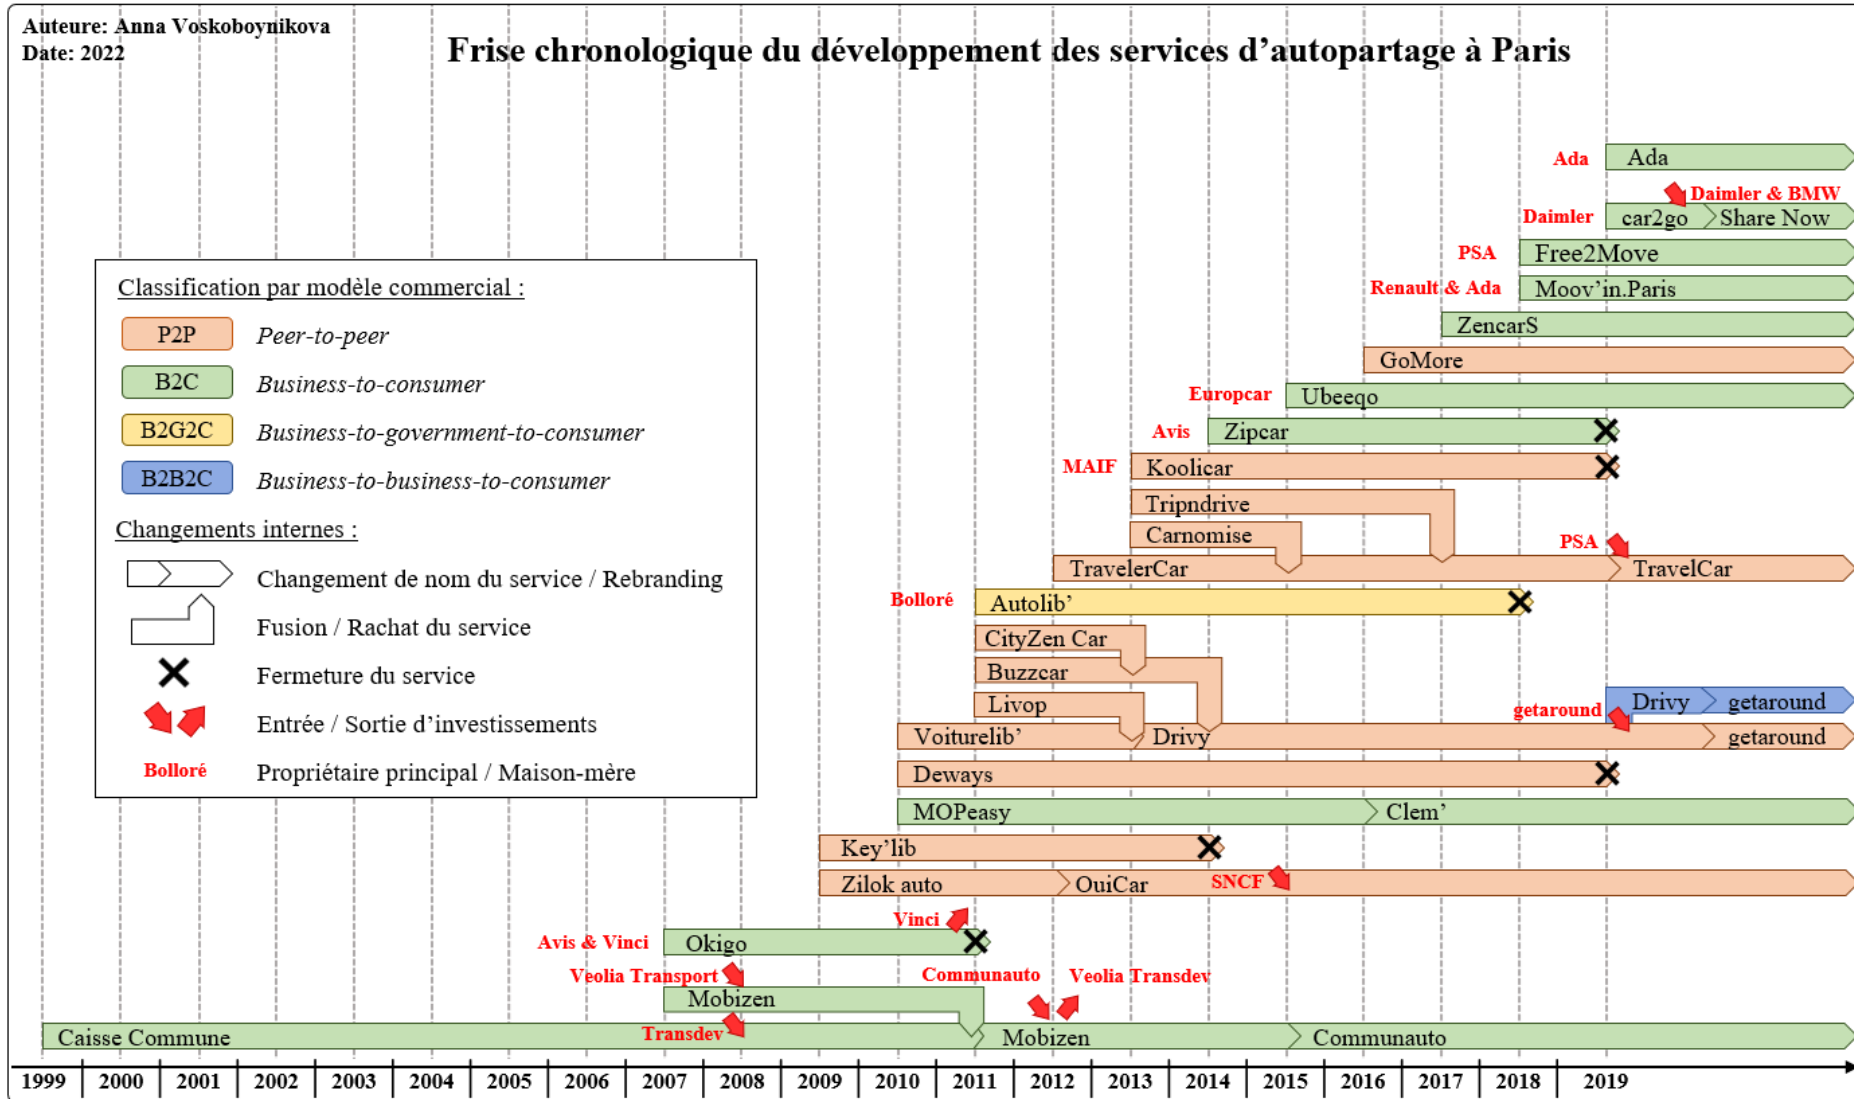 Auteure: Anna Voskoboynikova
Date: 2022
Frise chronologique du développement des services d’autopartage à Paris
Ada
Ada
Daimler & BMW
Daimler
car2go
Share Now
PSA
Free2Move
Renault & Ada
Moov’in.Paris
ZencarS
GoMore
Europcar
Ubeeqo
Avis
Zipcar
MAIF
Koolicar
Tripndrive
Carnomise
PSA
TravelerCar
TravelCar
Bolloré
Autolib’
CityZen Car
Buzzcar
Livop
getaround
Drivy
getaround
Voiturelib’
Drivy
getaround
Deways
MOPeasy
Clem’
Key’lib
Zilok auto
OuiCar
SNCF
Vinci
Avis & Vinci
Okigo
Veolia Transport
Communauto
Veolia Transdev
Mobizen
Transdev
Caisse Commune
Mobizen
Communauto
Classification par modèle commercial :
P2P
Peer-to-peer
B2C
Business-to-consumer
B2G2C
Business-to-government-to-consumer
B2B2C
Business-to-business-to-consumer
Changements internes :
Changement de nom du service / Rebranding
Fusion / Rachat du service
Fermeture du service
Entrée / Sortie d’investissements
Bolloré
Propriétaire principal / Maison-mère
1999 2000 2001 2002 2003 2004 2005 2006 2007 2008 2009 2010 2011 2012 2013 2014 2015 2016 2017 2018 2019